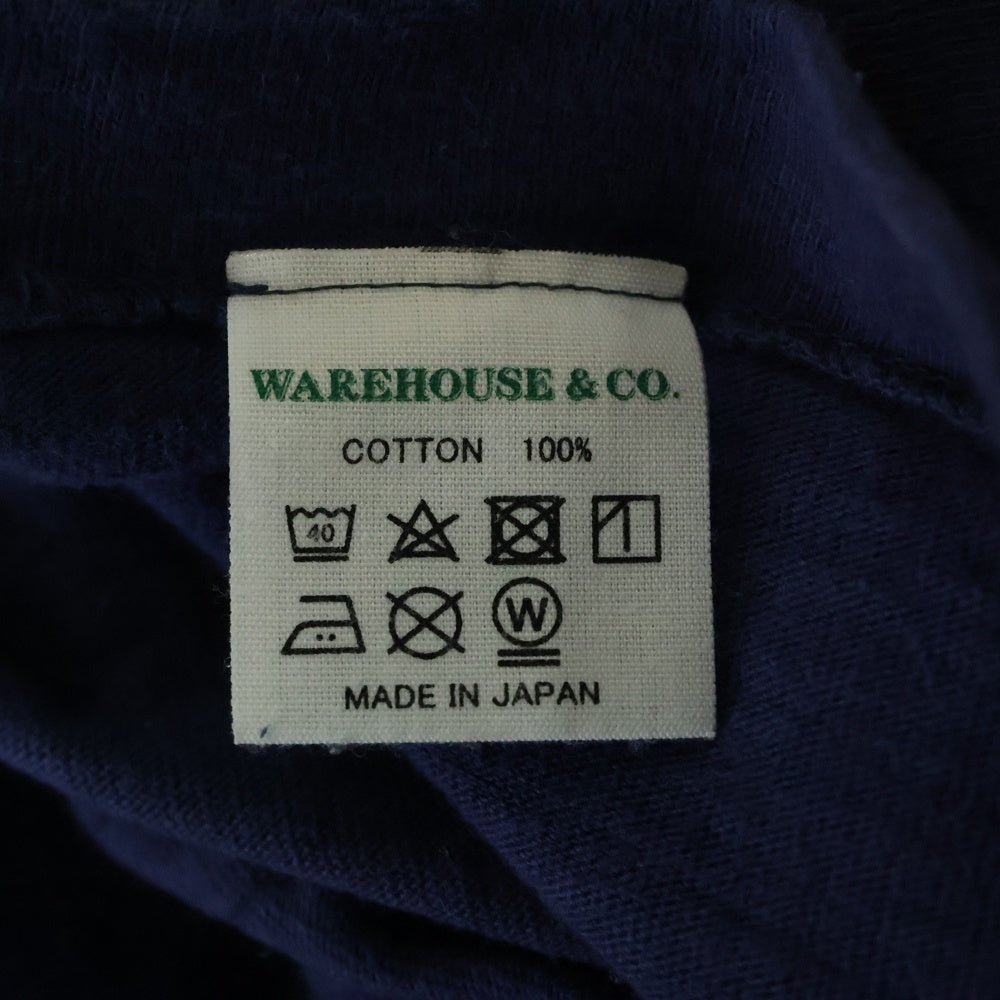 WAREHOUSE & CO.
COTTON 100%
40
W
MADE IN JAPAN